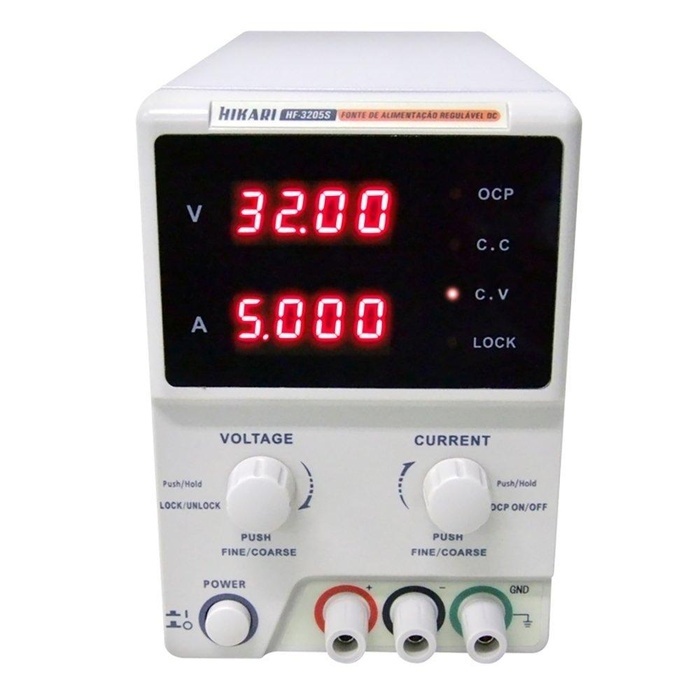 HIKARI HF-3205S FONTE DE ALIMENTAÇÃO REGULÁVEL DC
V 32.00
A 5.000
OCP
C.C
C.V
LOCK
VOLTAGE
Push/Hold
LOCK/UNLOCK
PUSH
FINE/COARSE
CURRENT
Push/Hold
OCP ON/OFF
PUSH
FINE/COARSE
POWER
I
O
+
-
GND